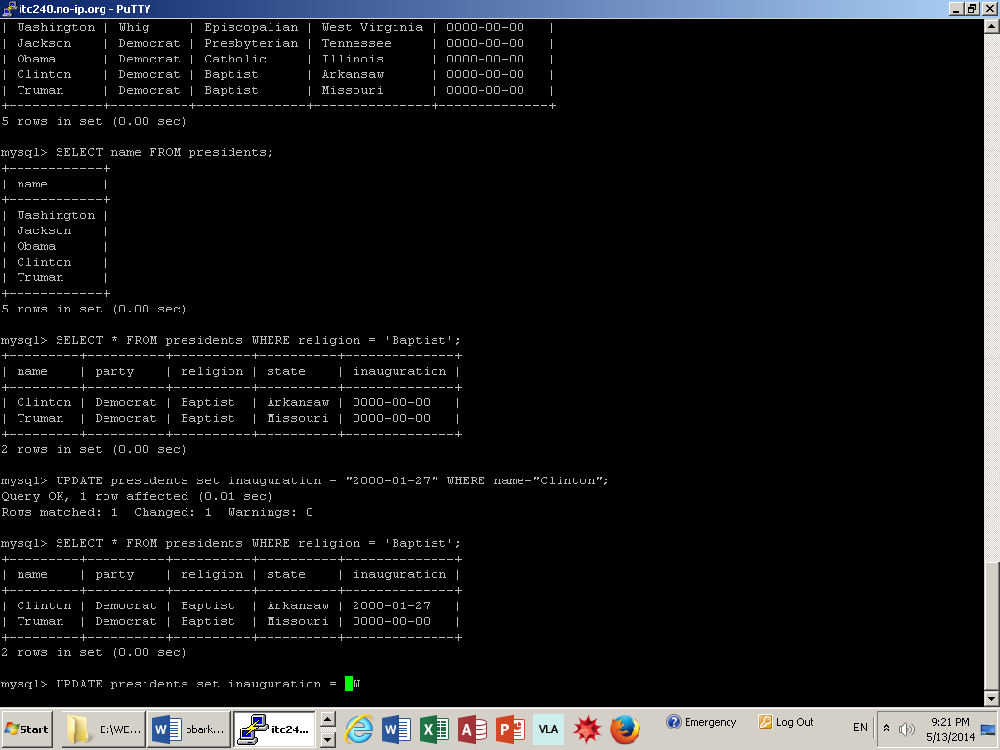 itc240.no-ip.org - PuTTY
| Washington | Whig     | Episcopalian | West Virginia | 0000-00-00   |
| Jackson    | Democrat | Presbyterian | Tennessee     | 0000-00-00   |
| Obama      | Democrat | Catholic     | Illinois      | 0000-00-00   |
| Clinton    | Democrat | Baptist      | Arkansaw      | 0000-00-00   |
| Truman     | Democrat | Baptist      | Missouri      | 0000-00-00   |
+------------+----------+--------------+---------------+--------------+
5 rows in set (0.00 sec)
mysql> SELECT name FROM presidents;
+------------+
| name       |
+------------+
| Washington |
| Jackson    |
| Obama      |
| Clinton    |
| Truman     |
+------------+
5 rows in set (0.00 sec)
mysql> SELECT * FROM presidents WHERE religion = 'Baptist';
+---------+----------+----------+----------+--------------+
| name    | party    | religion | state    | inauguration |
+---------+----------+----------+----------+--------------+
| Clinton | Democrat | Baptist  | Arkansaw | 0000-00-00   |
| Truman  | Democrat | Baptist  | Missouri | 0000-00-00   |
+---------+----------+----------+----------+--------------+
2 rows in set (0.00 sec)
mysql> UPDATE presidents set inauguration = "2000-01-27" WHERE name="Clinton";
Query OK, 1 row affected (0.01 sec)
Rows matched: 1  Changed: 1  Warnings: 0
mysql> SELECT * FROM presidents WHERE religion = 'Baptist';
+---------+----------+----------+----------+--------------+
| name    | party    | religion | state    | inauguration |
+---------+----------+----------+----------+--------------+
| Clinton | Democrat | Baptist  | Arkansaw | 2000-01-27   |
| Truman  | Democrat | Baptist  | Missouri | 0000-00-00   |
+---------+----------+----------+----------+--------------+
2 rows in set (0.00 sec)
mysql> UPDATE presidents set inauguration =  W
Start E:\WE... pbark... itc24... VLA Emergency Log Out EN 9:21 PM
5/13/2014